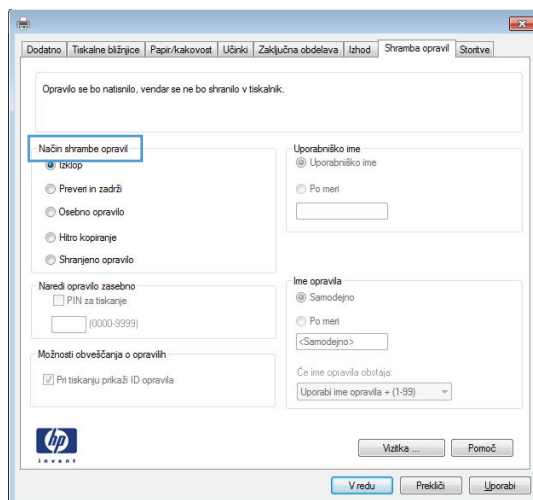 Dodatno Tiskalne bližnjice Papir/kakovost Učinki Zaključna obdelava Izhod Shramba opravil Storitve
Opravilo se bo natisnilo, vendar se ne bo shranilo v tiskalnik.
Način shrambe opravil
Izklop
Preveri in zadrži
Osebno opravilo
Hitro kopiranje
Shranjeno opravilo
Uporabniško ime
Uporabniško ime
Po meri
Naredi opravilo zasebno
PIN za tiskanje
(0000-9999)
Ime opravila
Samodejno
Po meri
<Samodejno>
Če ime opravila obstaja:
Uporabi ime opravila + (1-99)
Možnosti obveščanja o opravilih
Pri tiskanju prikaži ID opravila
hp
invent
Vizitka ... Pomoč
V redu Prekliči Uporabi